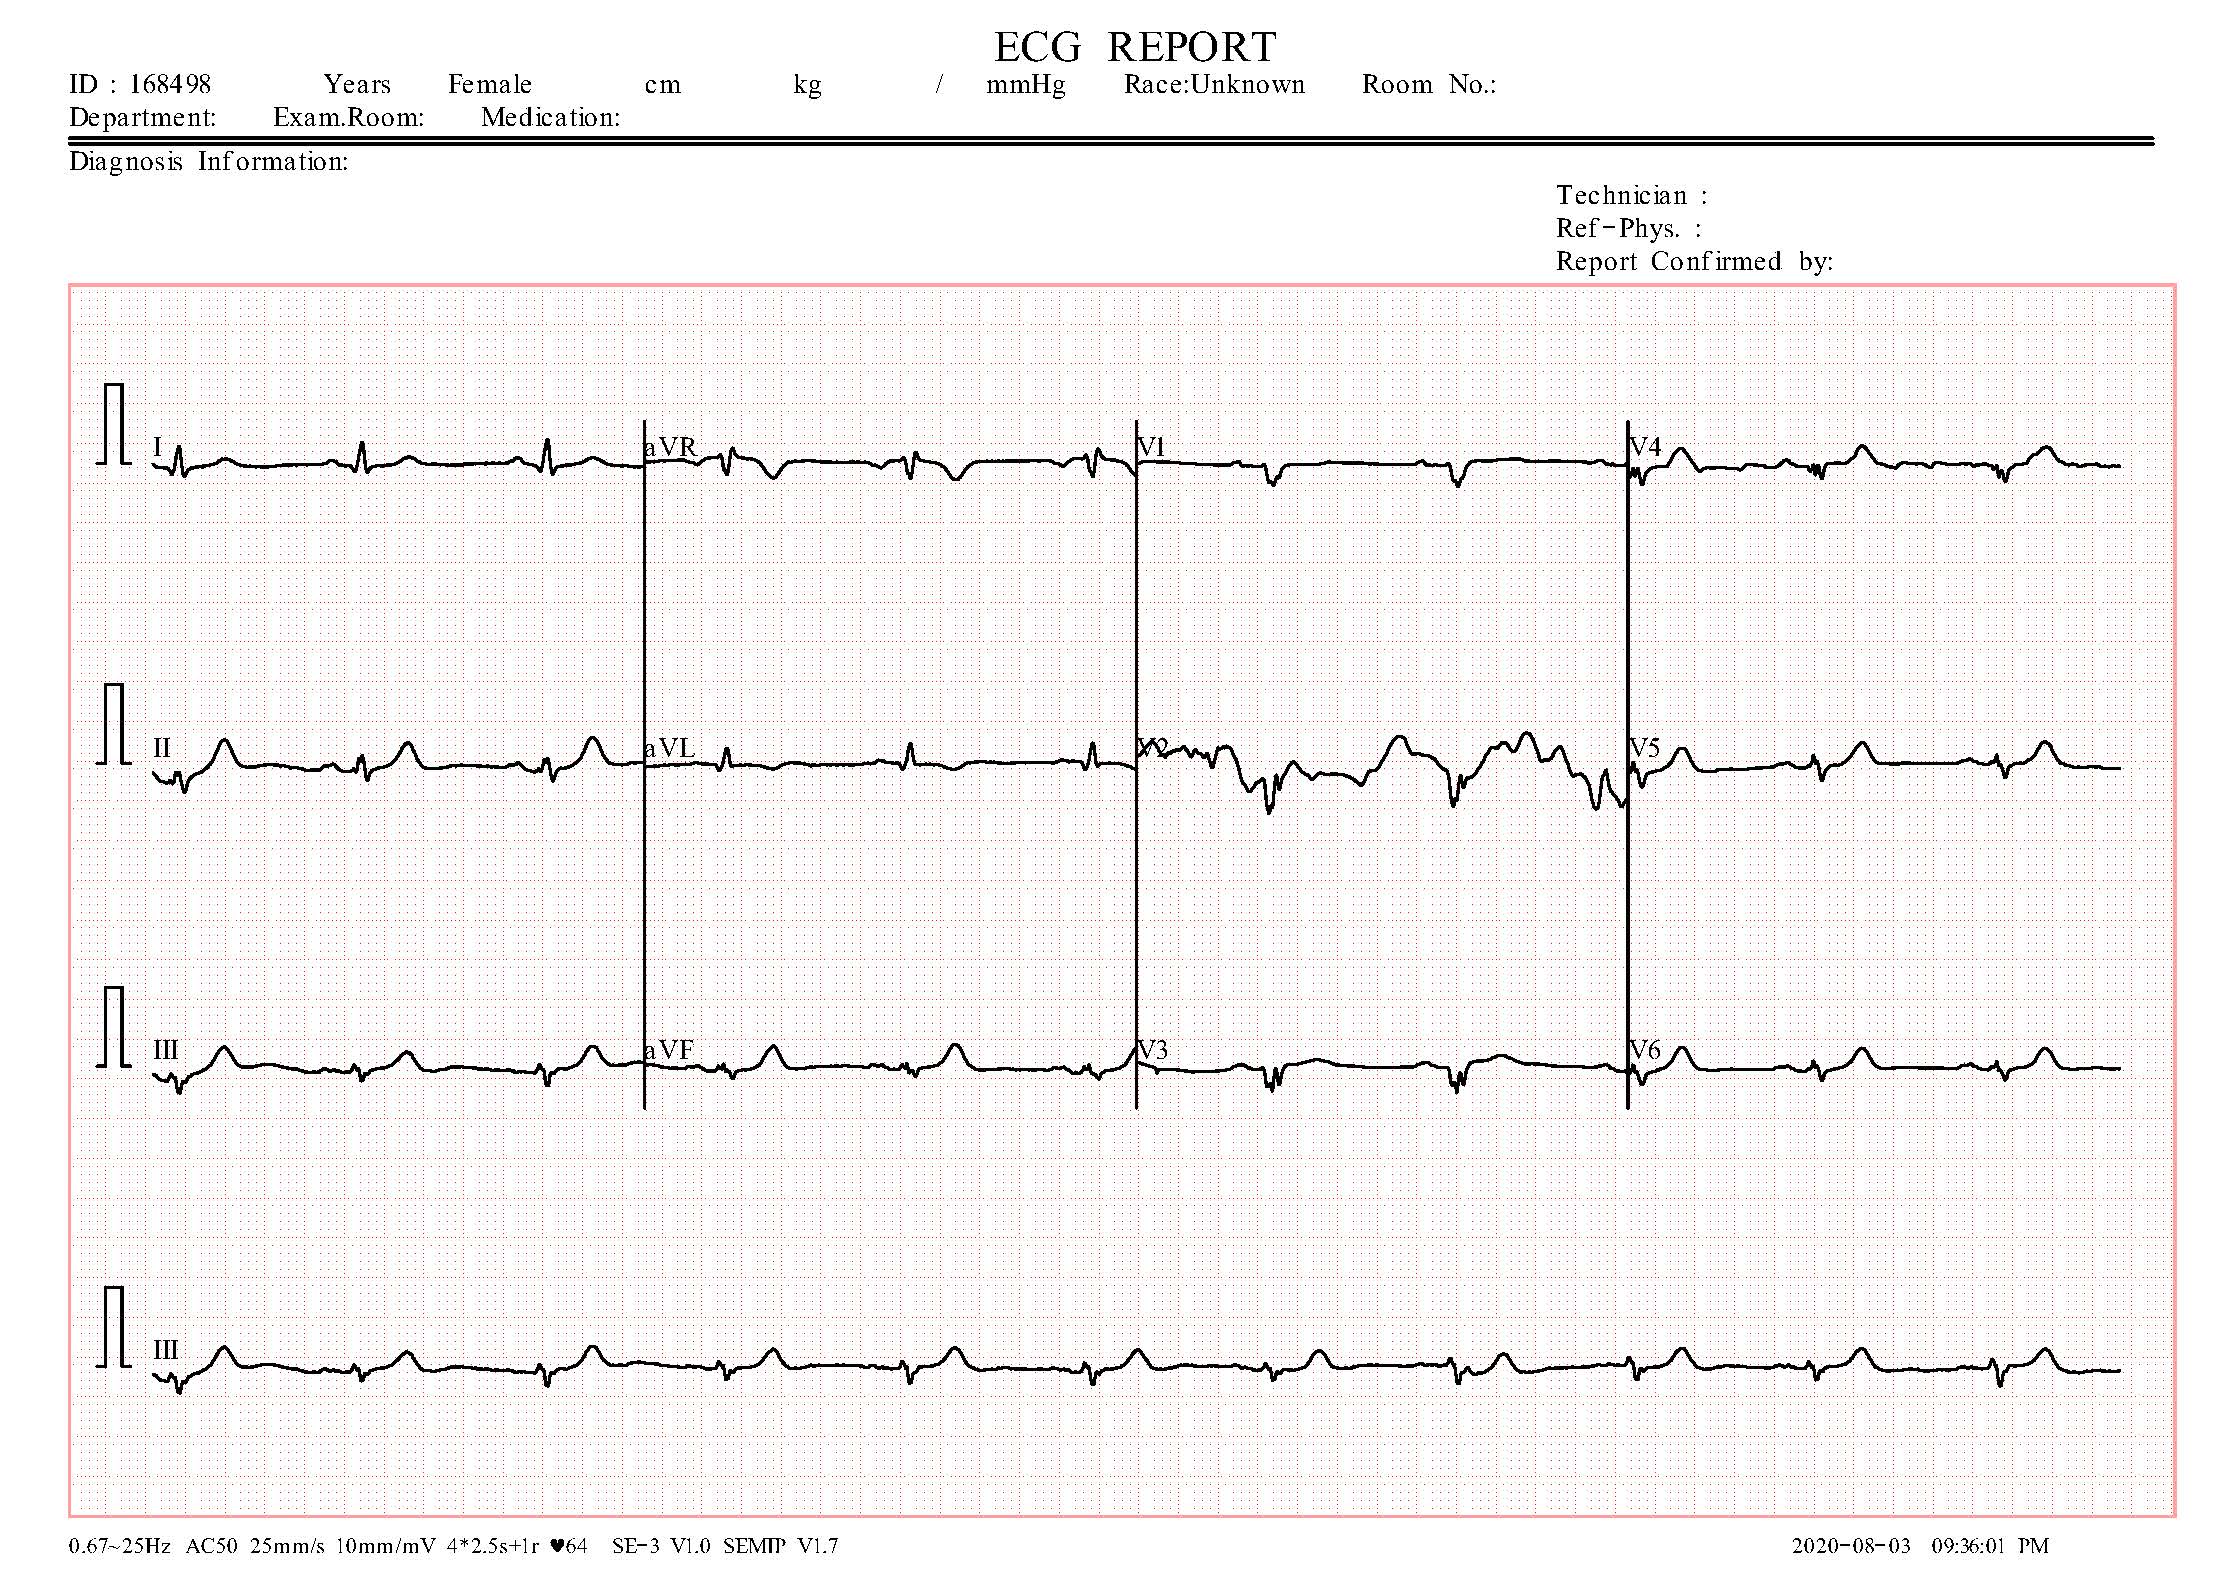 ECG REPORT
ID : 168498 Years Female cm kg / mmHg Race:Unknown Room No.:
Department: Exam.Room: Medication:
Diagnosis Information:
Technician :
Ref-Phys. :
Report Confirmed by:
I aVR V1 V4
II aVL V2 V5
III aVF V3 V6
III
0.67~25Hz AC50 25mm/s 10mm/mV 4*2.5s+1r ♥64 SE-3 V1.0 SEMIP V1.7 2020-08-03 09:36:01 PM